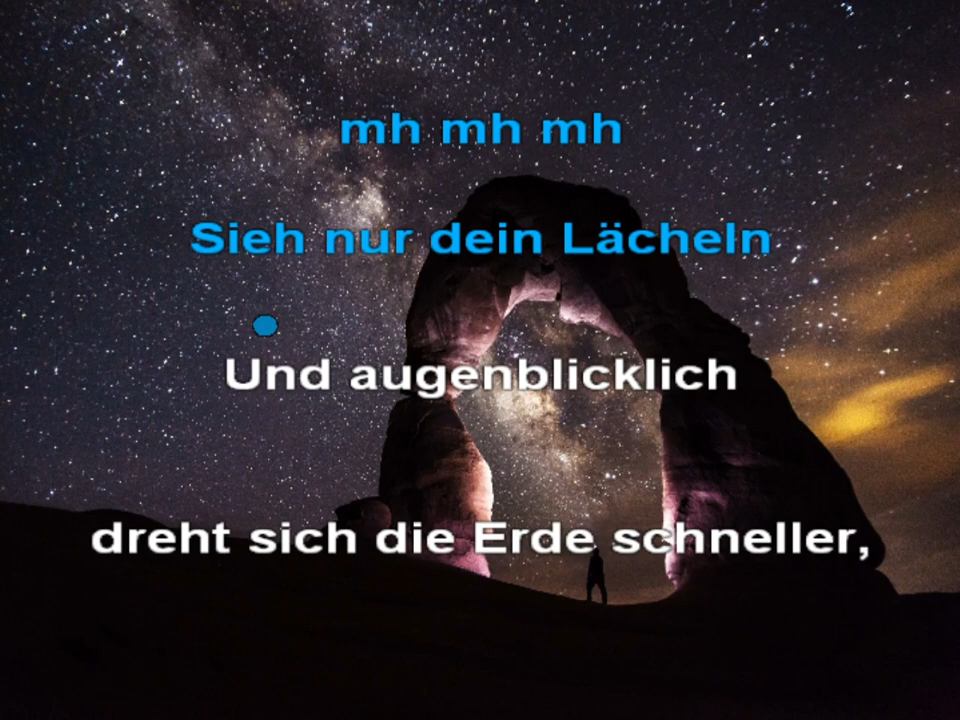 mh mh mh
Sieh nur dein Lächeln
Und augenblicklich
dreht sich die Erde schneller,